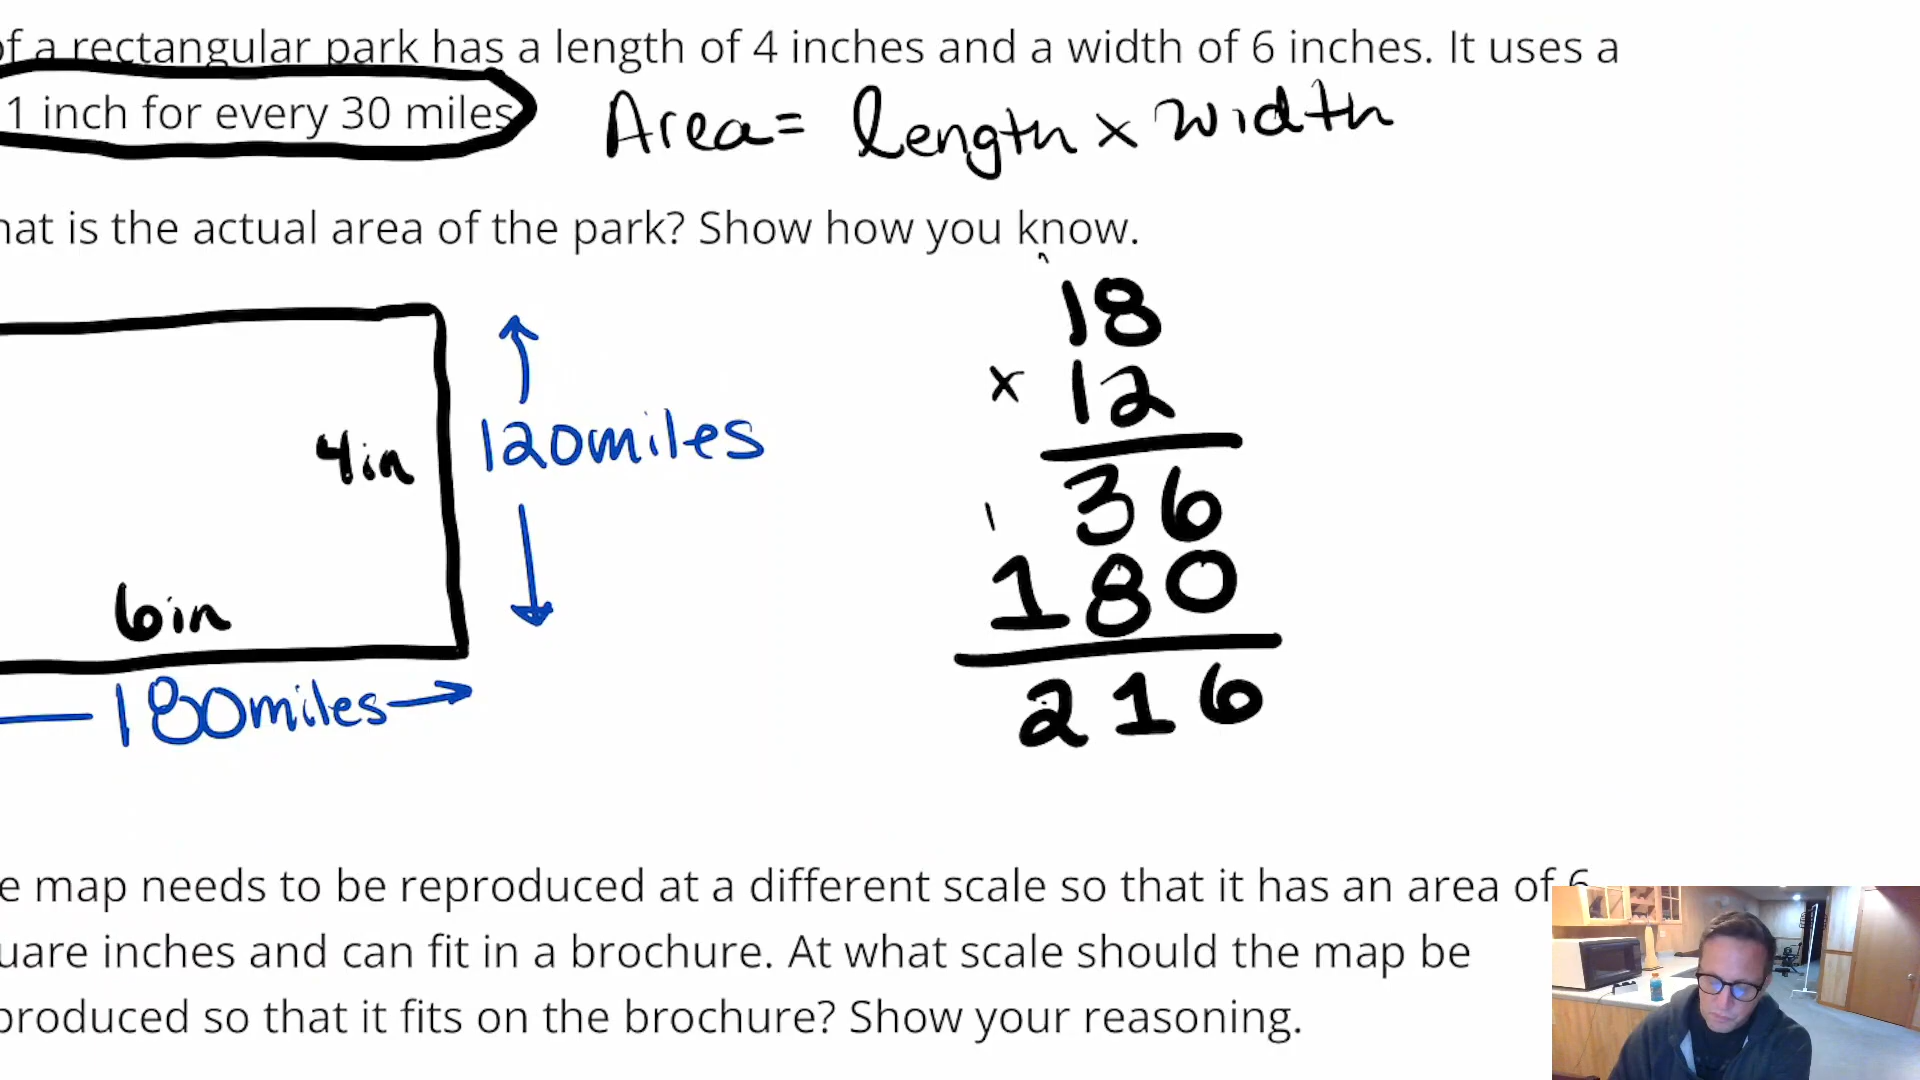 of a rectangular park has a length of 4 inches and a width of 6 inches. It uses a
1 inch for every 30 miles
Area = length x width
hat is the actual area of the park? Show how you know.
18
x 12
36
1
180
216
4in
120miles
6in
180miles
e map needs to be reproduced at a different scale so that it has an area of 6
uare inches and can fit in a brochure. At what scale should the map be
produced so that it fits on the brochure? Show your reasoning.